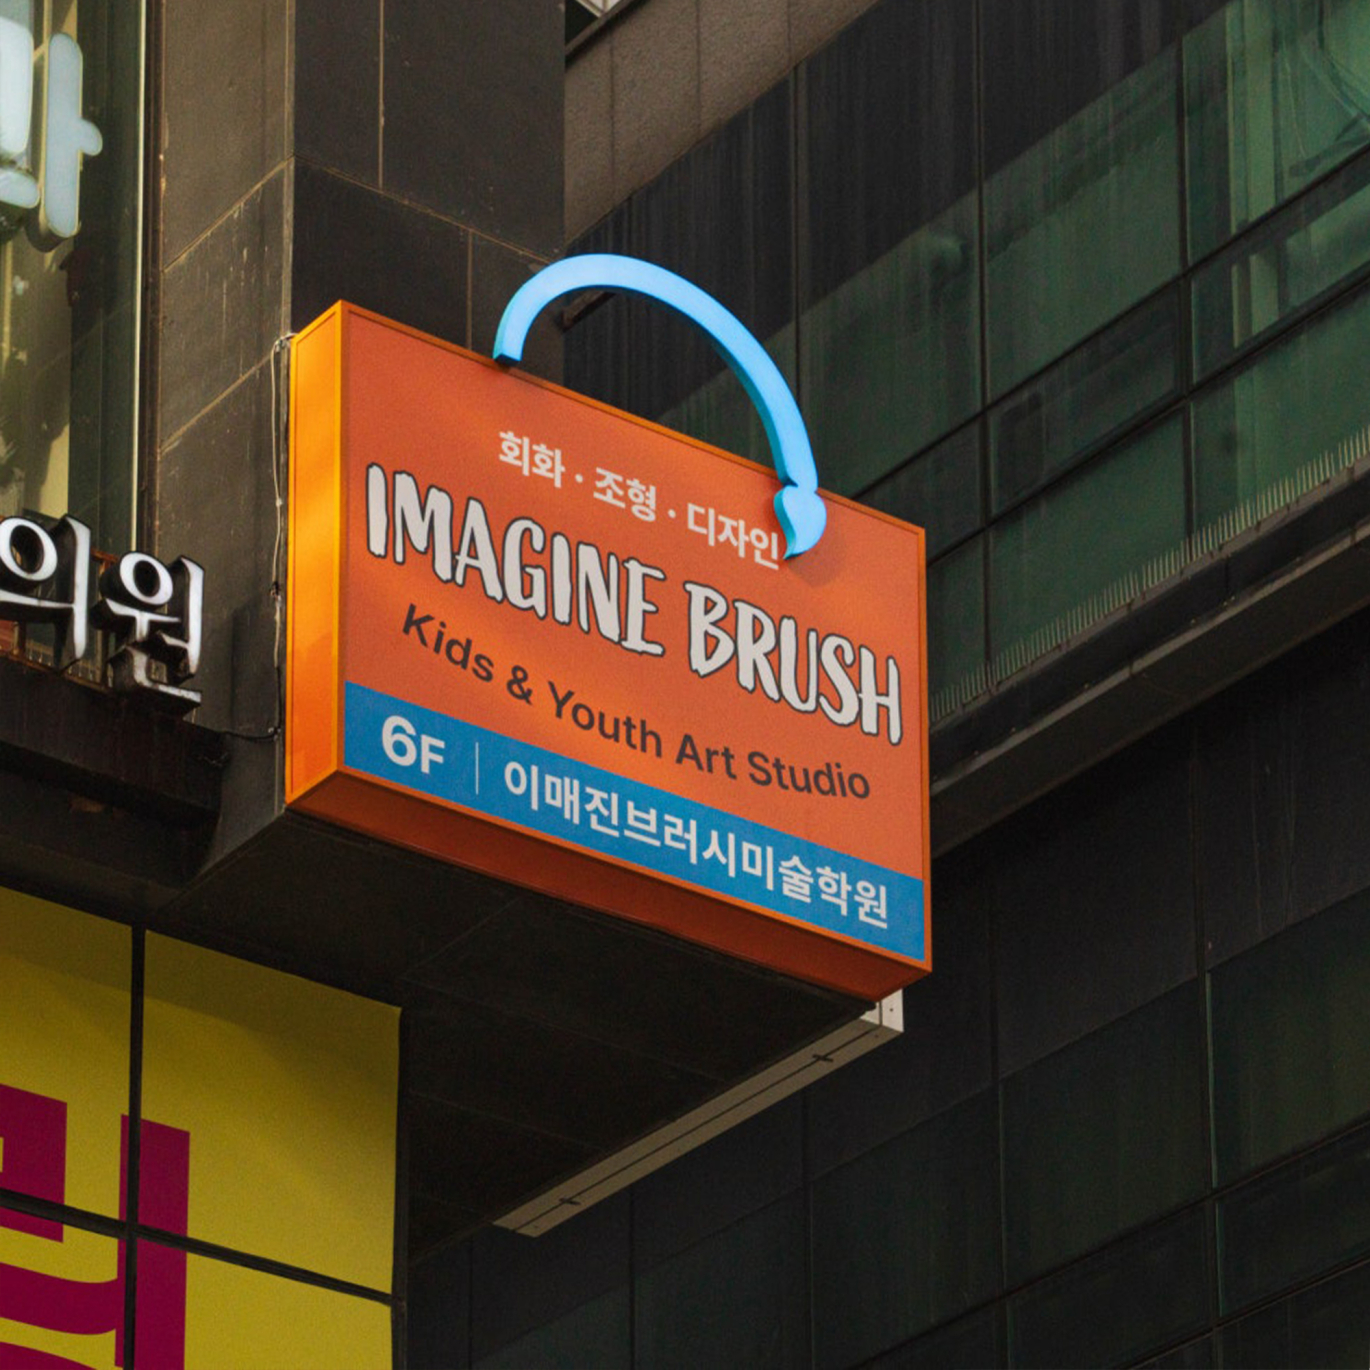 회화 · 조형 · 디자인
IMAGINE BRUSH
Kids & Youth Art Studio
6F | 이매진브러시미술학원
의원